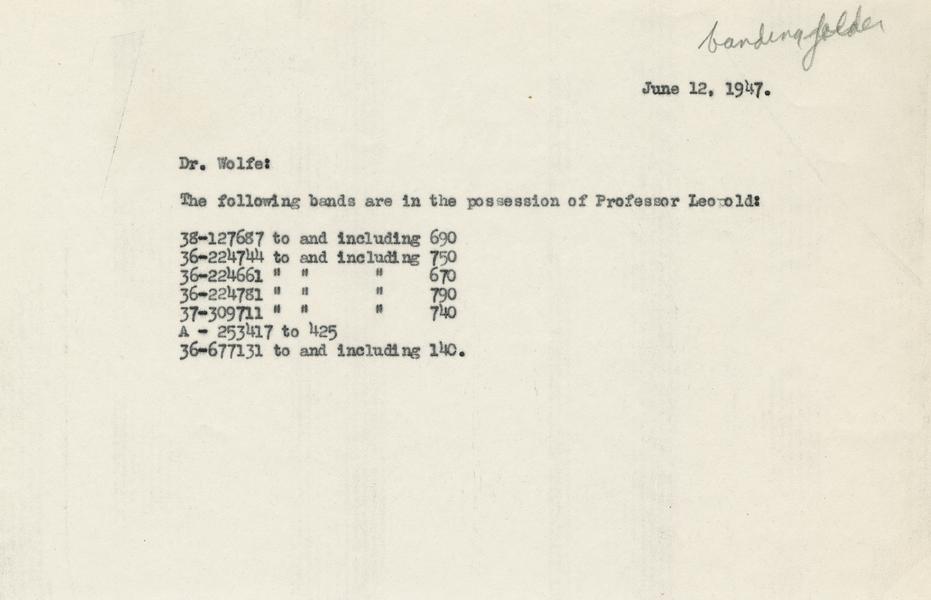 banding folder
June 12, 1947.
Dr. Wolfe:
The following bands are in the possession of Professor Leopold:
38-127687 to and including 690
36-224744 to and including 750
36-224661 " " " 670
36-224781 " " " 790
37-309711 " " " 740
A - 253417 to 425
36-677131 to and including 140.